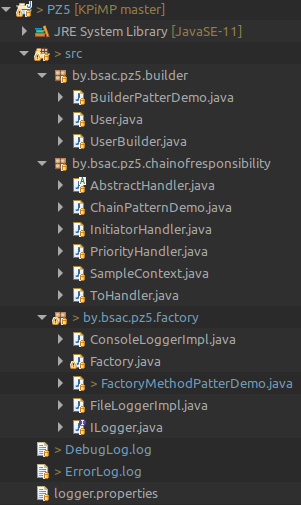 > PZ5 [KPiMP master]
JRE System Library [JavaSE-11]
> src
by.bsac.pz5.builder
BuilderPatterDemo.java
User.java
UserBuilder.java
by.bsac.pz5.chainofresponsibility
AbstractHandler.java
ChainPatternDemo.java
InitiatorHandler.java
PriorityHandler.java
SampleContext.java
ToHandler.java
> by.bsac.pz5.factory
ConsoleLoggerImpl.java
Factory.java
> FactoryMethodPatterDemo.java
FileLoggerImpl.java
ILogger.java
> DebugLog.log
> ErrorLog.log
logger.properties